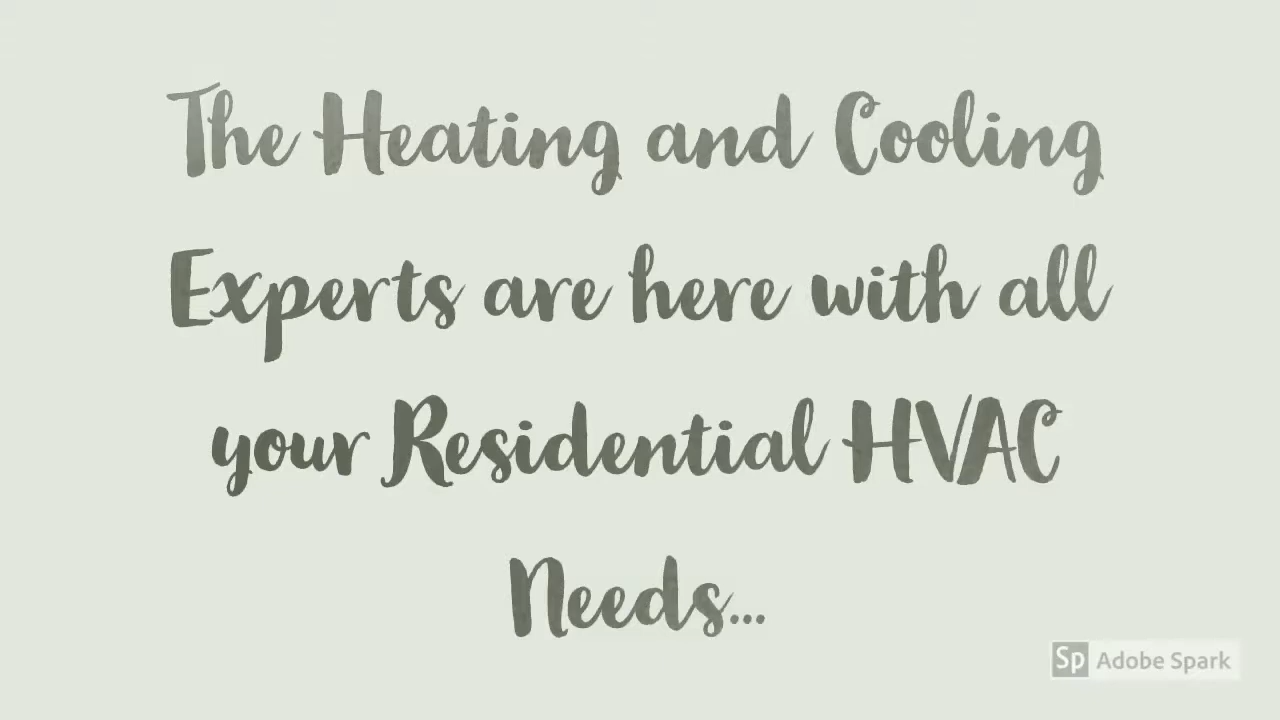 The Heating and Cooling
Experts are here with all
your Residential HVAC
Needs...
Sp Adobe Spark